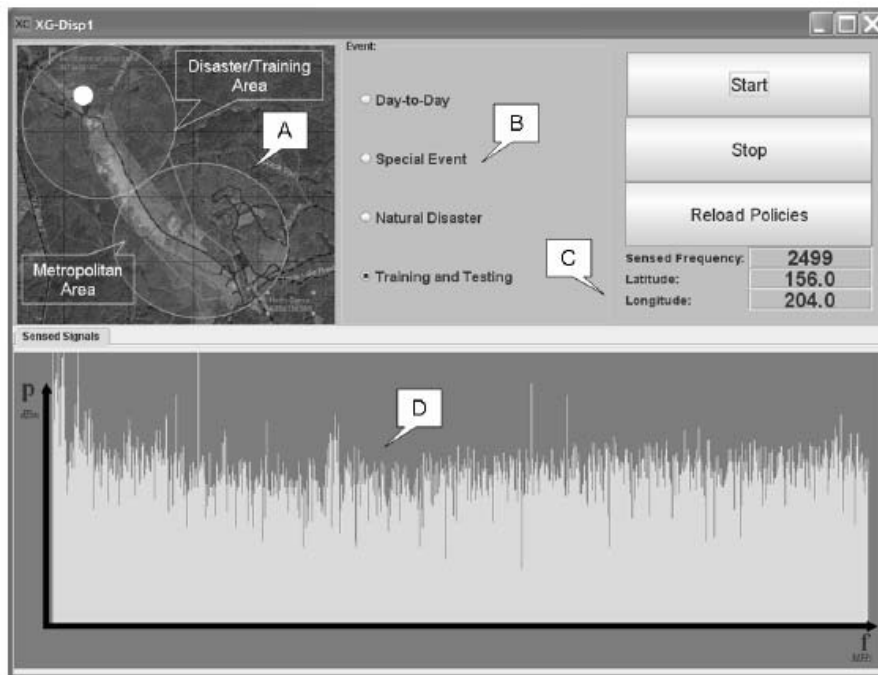 XG XG-Disp1
Disaster/Training
Area
A
Metropolitan
Area
Event:
Day-to-Day
B
Special Event
Natural Disaster
C
Training and Testing
Start
Stop
Reload Policies
Sensed Frequency: 2499
Latitude: 156.0
Longitude: 204.0
Sensed Signals
p
D
f